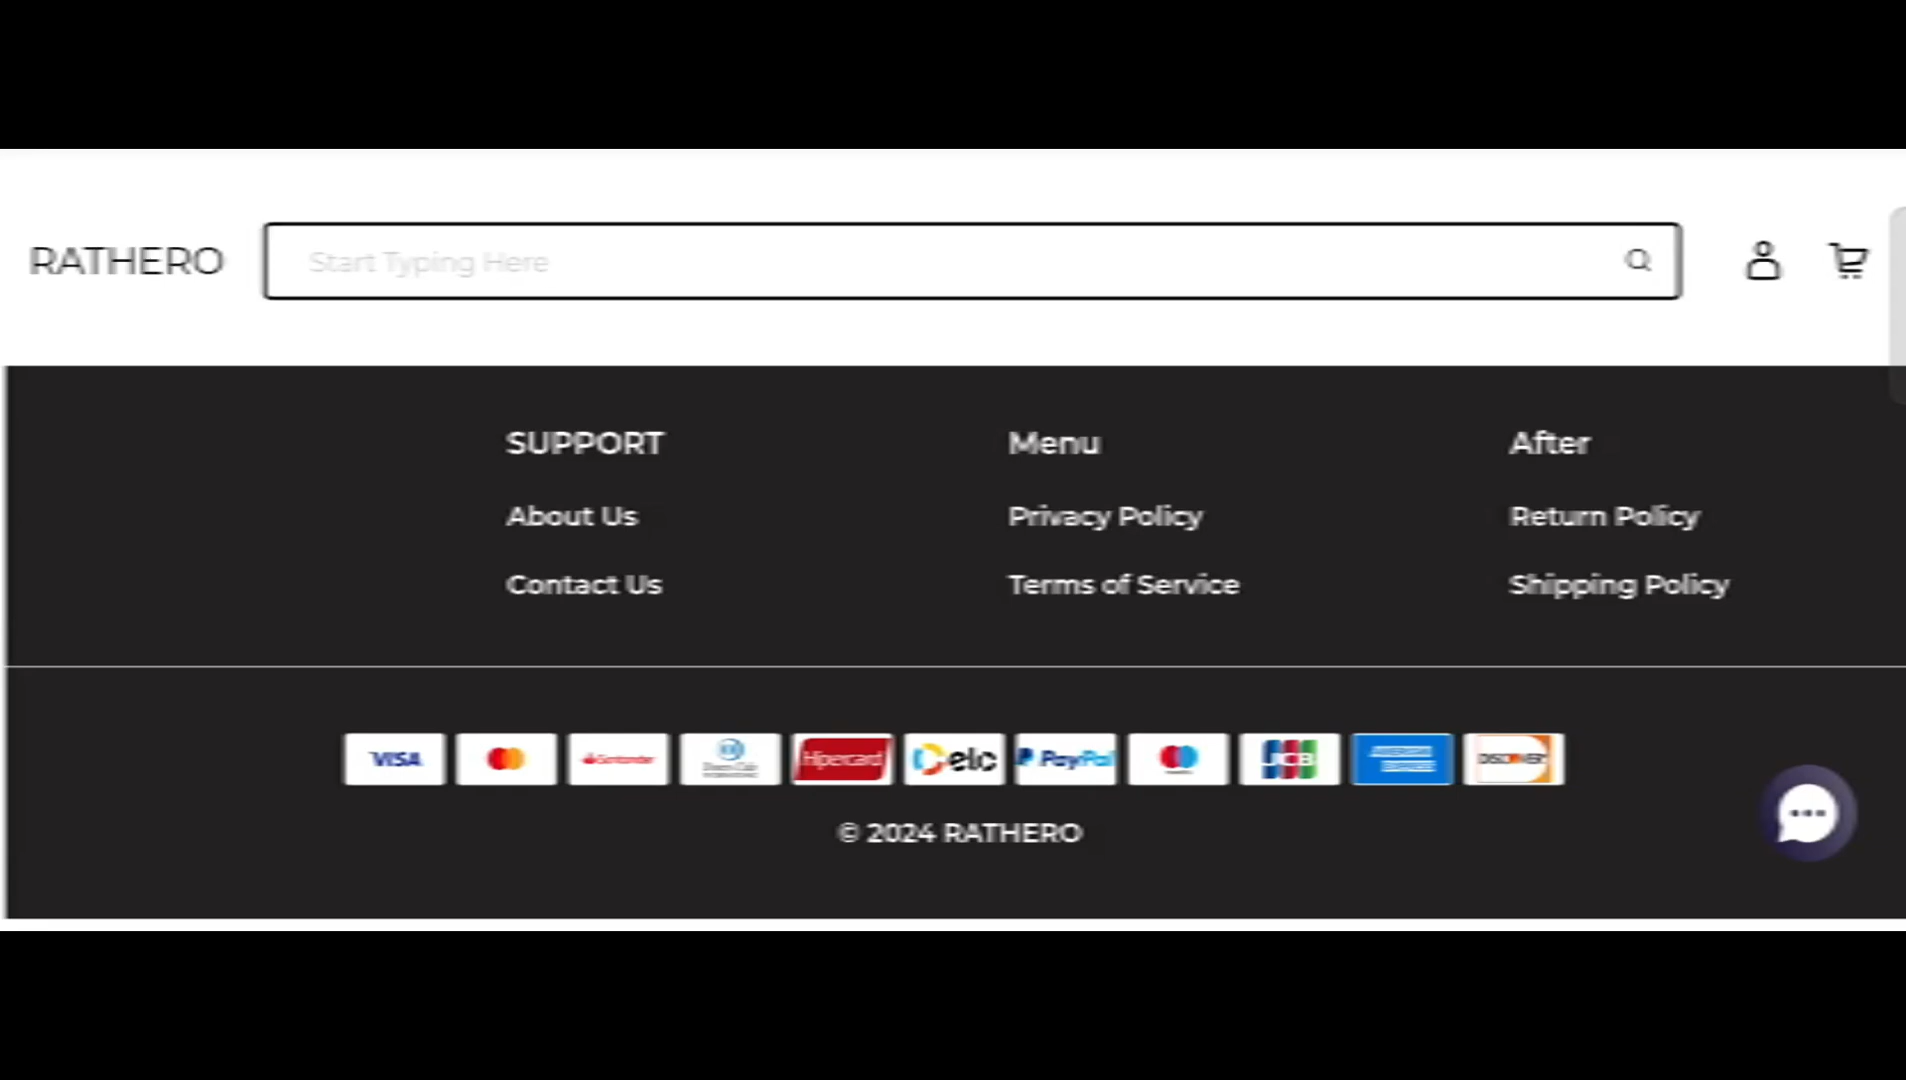 RATHERO
Start Typing Here
SUPPORT
About Us
Contact Us
Menu
Privacy Policy
Terms of Service
After
Return Policy
Shipping Policy
VISA
Hipercard
elo
PayPal
JCB
DISCOVER
© 2024 RATHERO